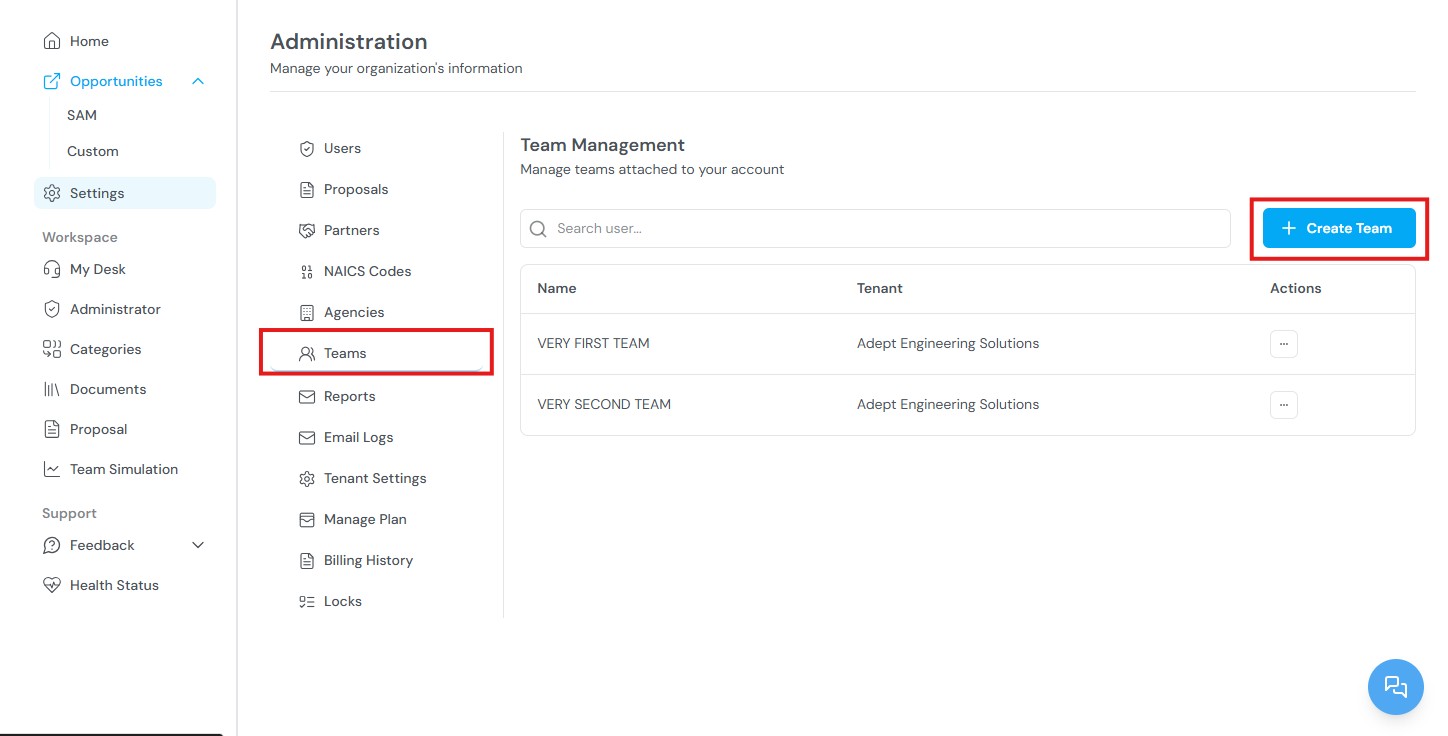 Home
Opportunities
SAM
Custom
Settings
Workspace
My Desk
Administrator
Categories
Documents
Proposal
Team Simulation
Support
Feedback
Health Status
Administration
Manage your organization's information
Users
Proposals
Partners
NAICS Codes
Agencies
Teams
Reports
Email Logs
Tenant Settings
Manage Plan
Billing History
Locks
Team Management
Manage teams attached to your account
Search user...
+ Create Team
Name Tenant Actions
VERY FIRST TEAM Adept Engineering Solutions ...
VERY SECOND TEAM Adept Engineering Solutions ...